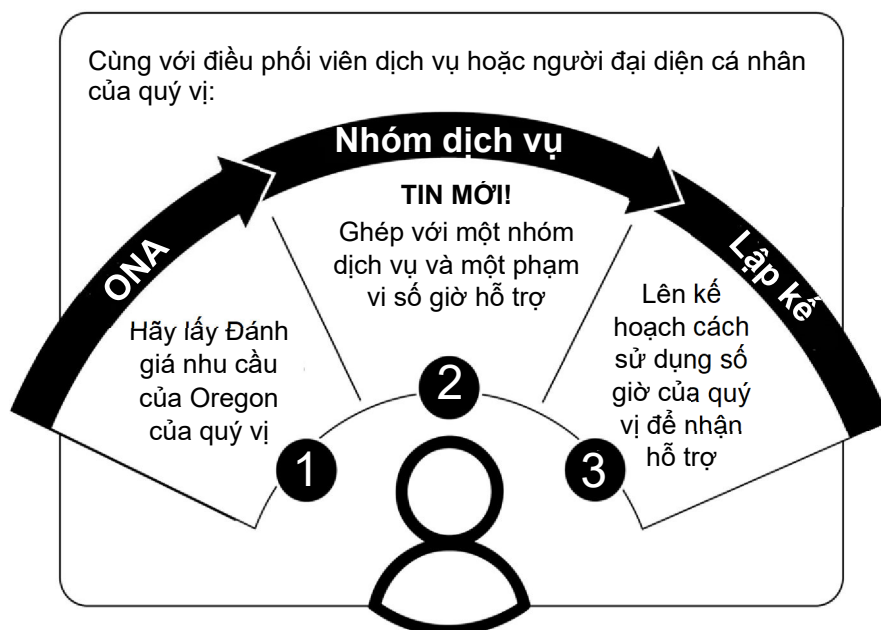 Cùng với điều phối viên dịch vụ hoặc người đại diện cá nhân
của quý vị:
ONA
Hãy lấy Đánh
giá nhu cầu
của Oregon
của quý vị
1
Nhóm dịch vụ
TIN MỚI!
Ghép với một nhóm
dịch vụ và một phạm
vi số giờ hỗ trợ
2
Lập kế
Lên kế
hoạch cách
sử dụng số
giờ của quý
vị để nhận
hỗ trợ
3